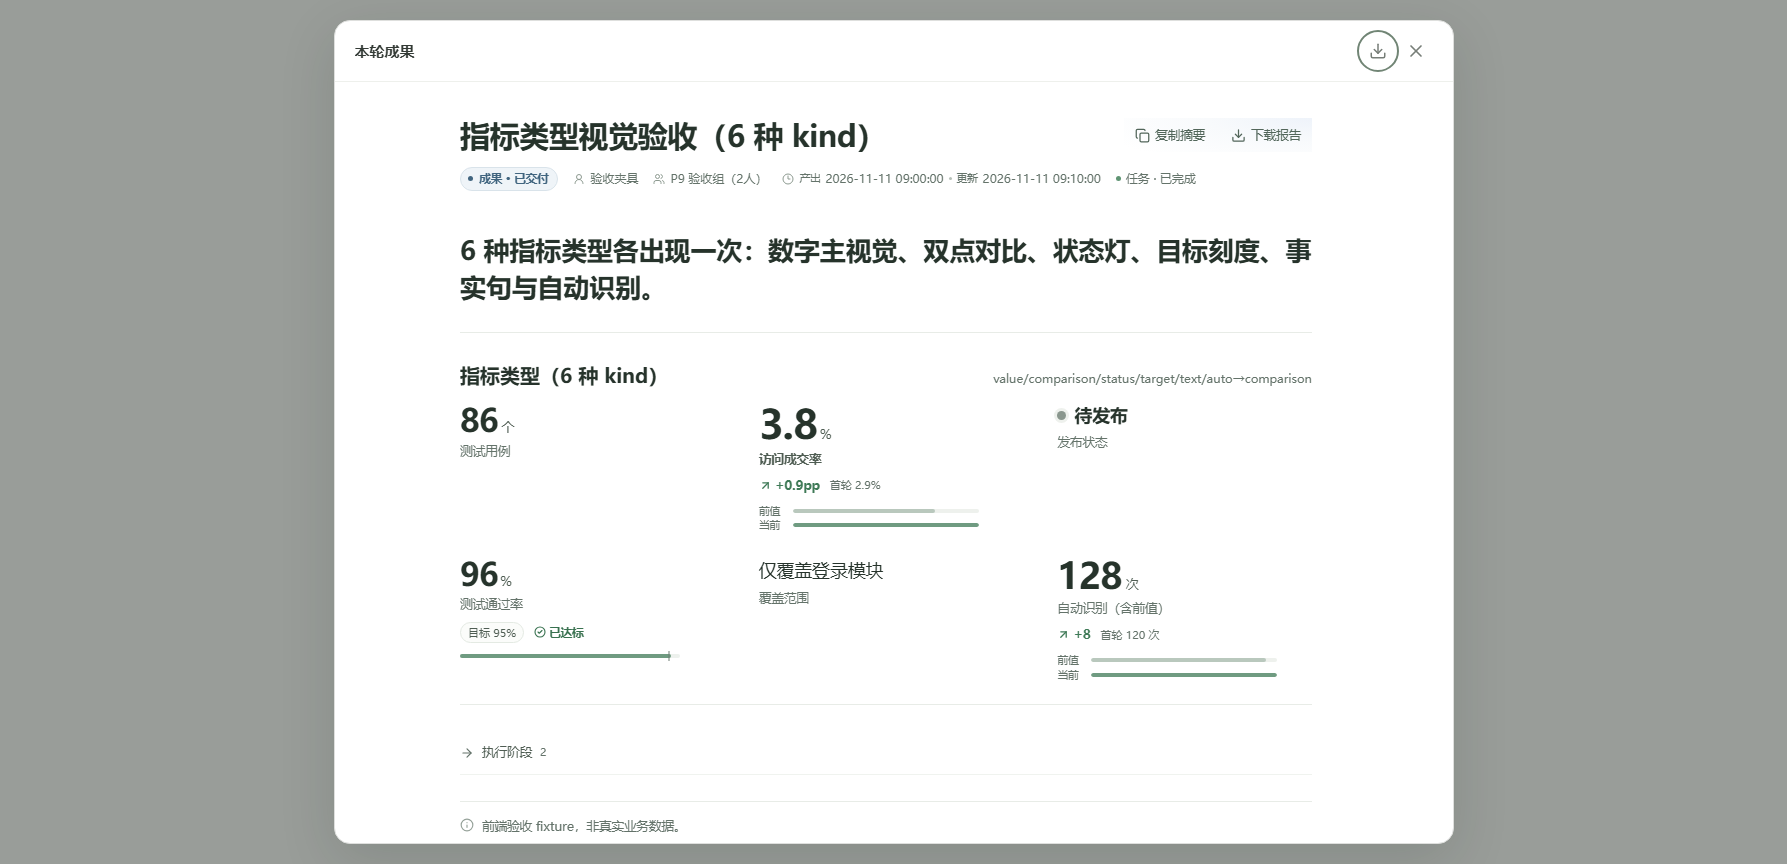 本轮成果
指标类型视觉验收（6 种 kind）
复制摘要 下载报告
成果 • 已交付 验收夹具 P9 验收组（2人） 产出 2026-11-11 09:00:00 • 更新 2026-11-11 09:10:00 任务 · 已完成
6 种指标类型各出现一次：数字主视觉、双点对比、状态灯、目标刻度、事
实句与自动识别。
指标类型（6 种 kind）
value/comparison/status/target/text/auto→comparison
86 个
测试用例
3.8 %
访问成交率
+0.9pp 首轮 2.9%
前值
当前
待发布
发布状态
96 %
测试通过率
目标 95% 已达标
仅覆盖登录模块
覆盖范围
128 次
自动识别（含前值）
+8 首轮 120 次
前值
当前
执行阶段 2
前端验收 fixture，非真实业务数据。